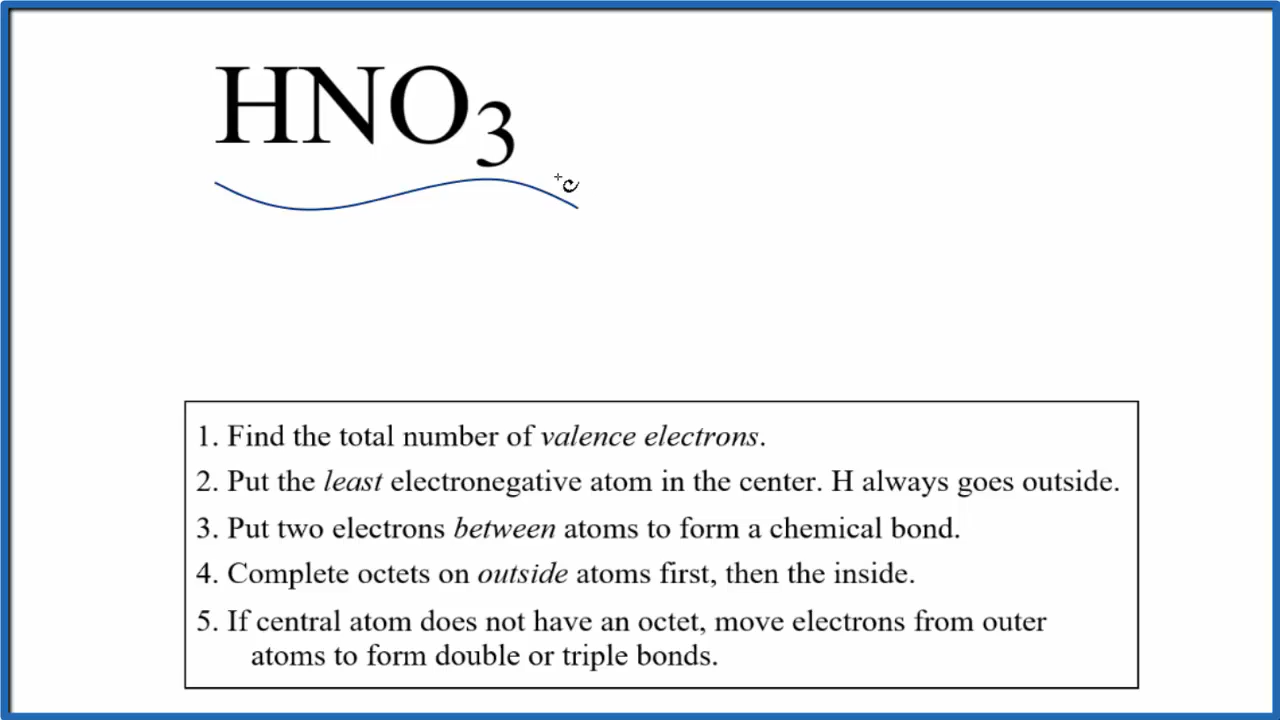 HNO₃
1. Find the total number of valence electrons.
2. Put the least electronegative atom in the center. H always goes outside.
3. Put two electrons between atoms to form a chemical bond.
4. Complete octets on outside atoms first, then the inside.
5. If central atom does not have an octet, move electrons from outer
atoms to form double or triple bonds.